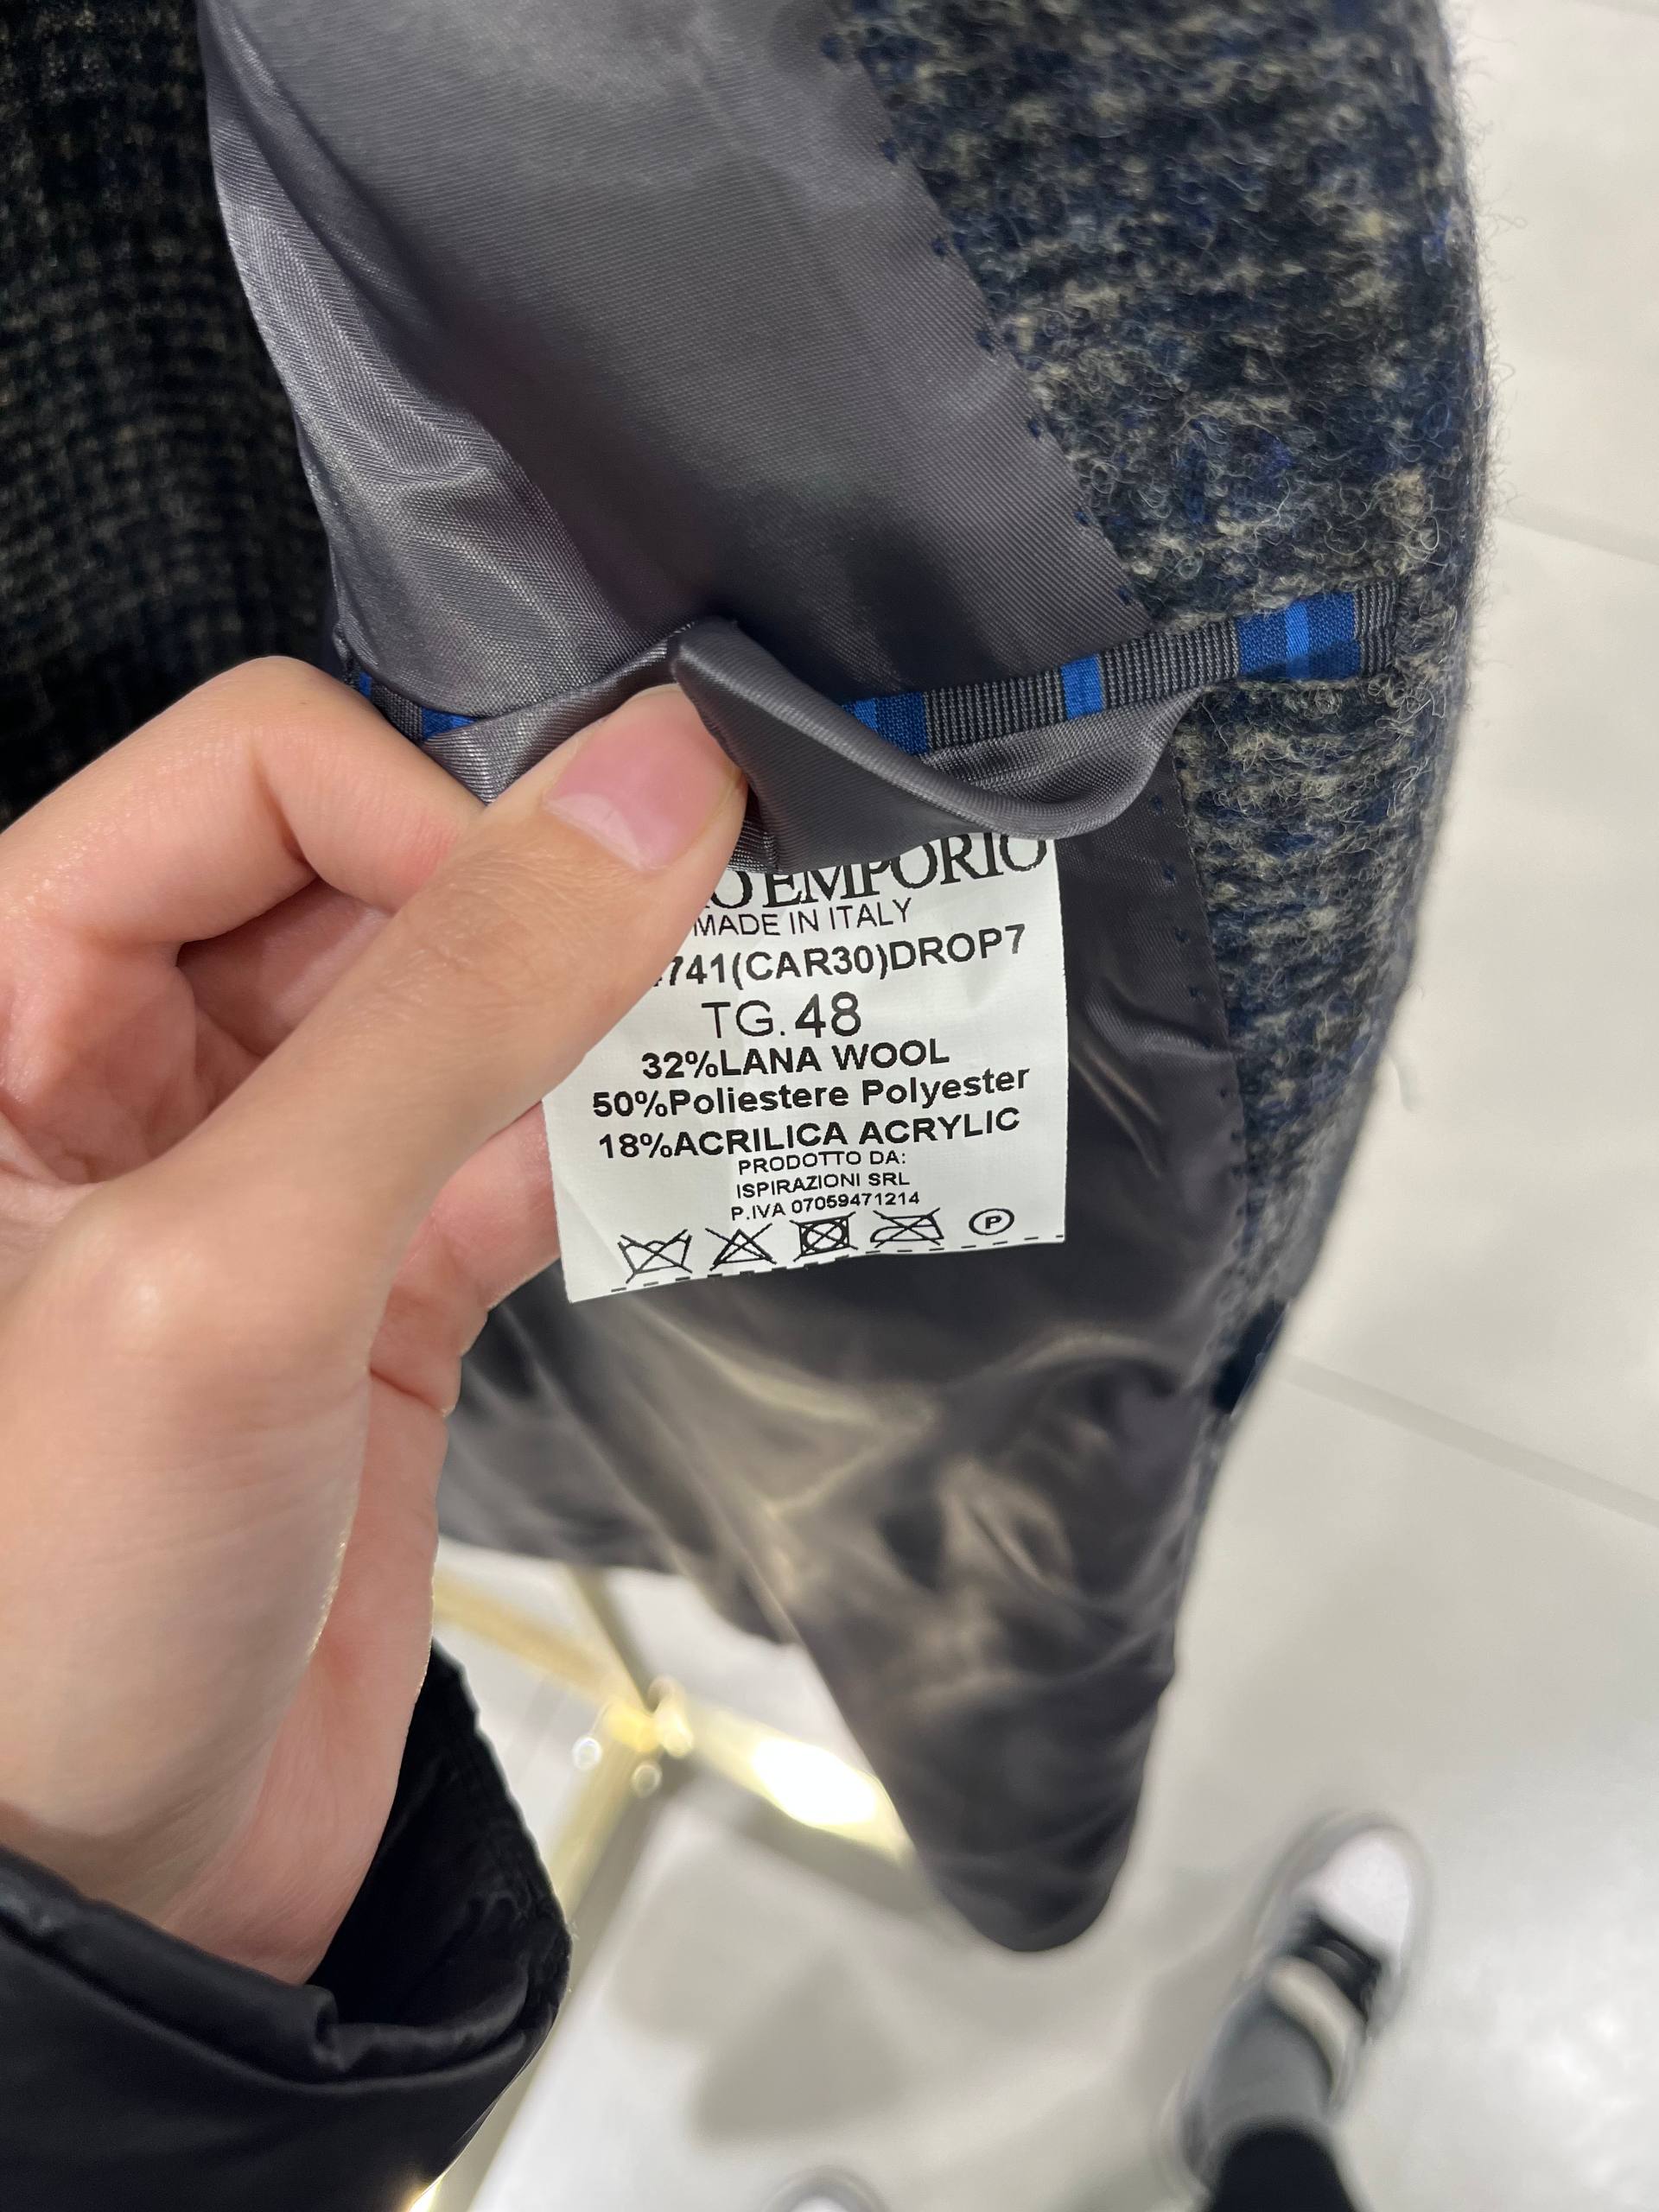 EMPORIO
MADE IN ITALY
741(CAR30)DROP7
TG. 48
32%LANA WOOL
50%Poliestere Polyester
18%ACRILICA ACRYLIC
PRODOTTO DA:
ISPIRAZIONI SRL
P.IVA 07059471214
P